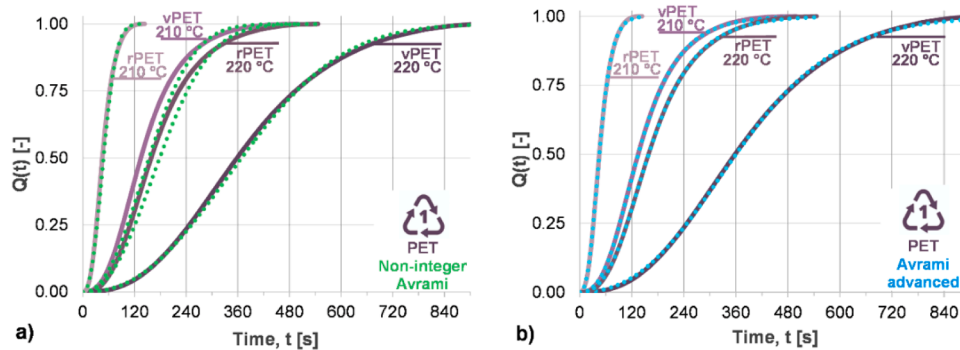 1.00
0.75
0.50
0.25
0.00
Q(t) [-]
vPET
210 °C
rPET
210 °C
rPET
220 °C
vPET
220 °C
1
PET
Non-integer
Avrami
0 120 240 360 480 600 720 840
Time, t [s]
a)
1.00
0.75
0.50
0.25
0.00
Q(t) [-]
vPET
210 °C
rPET
210 °C
rPET
220 °C
vPET
220 °C
1
PET
Avrami
advanced
0 120 240 360 480 600 720 840
Time, t [s]
b)